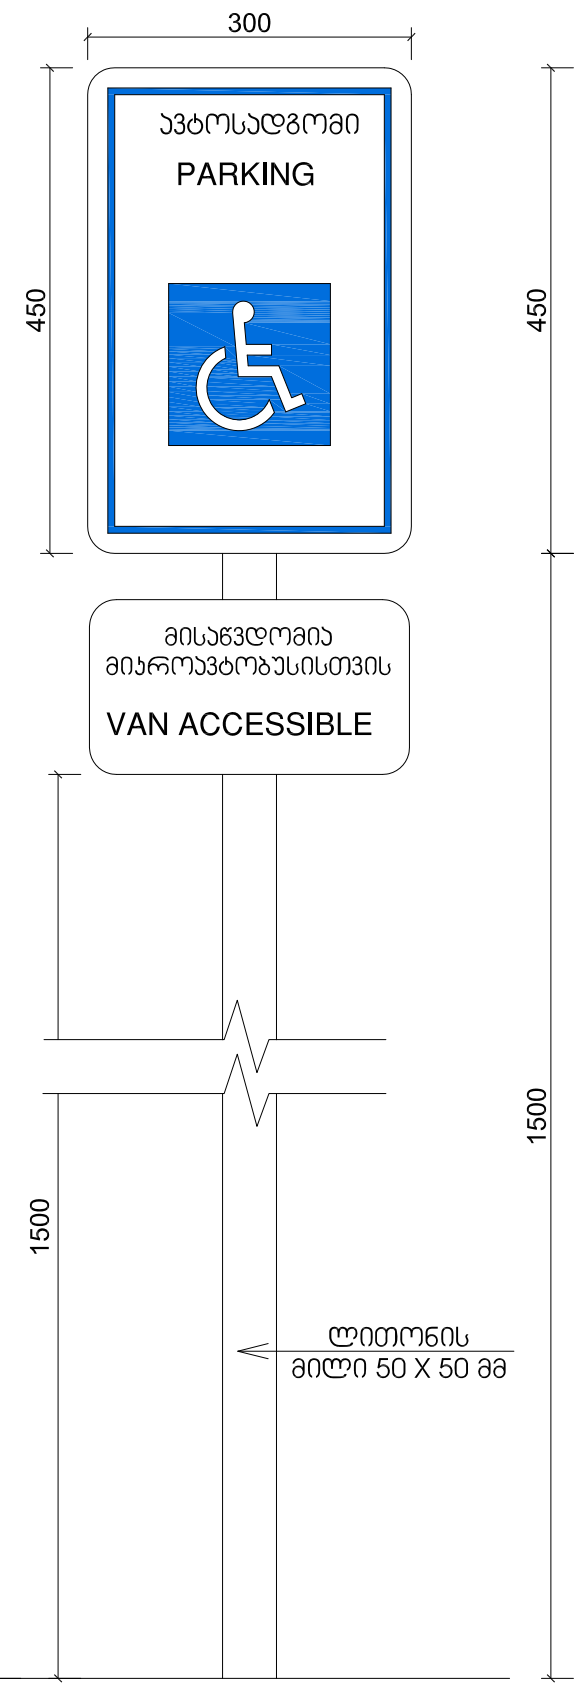 300
ავტოსადგომი
PARKING
450
450
მისაწვდომია
მიკროავტობუსისთვის
VAN ACCESSIBLE
1500
1500
ლითონის
მილი 50 X 50 მმ